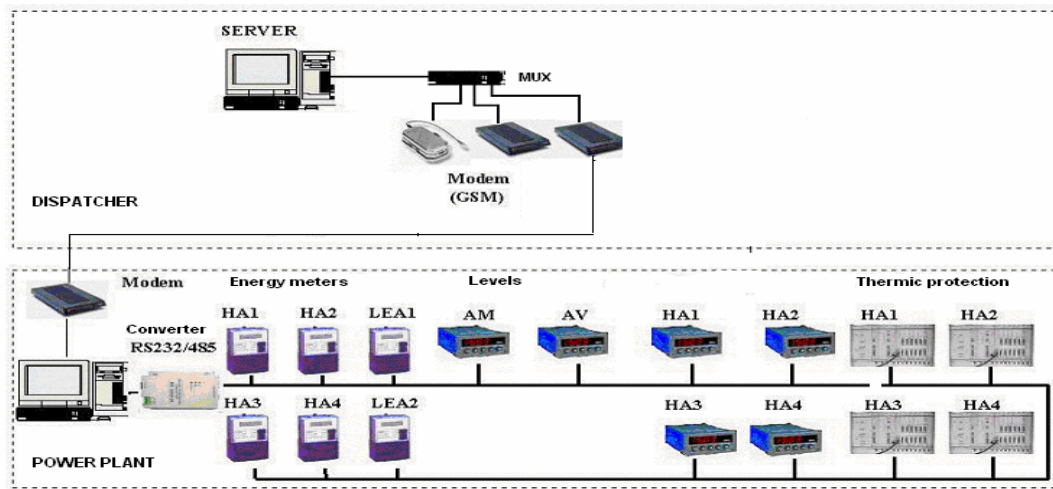 SERVER
MUX
Modem
(GSM)
DISPATCHER
Modem
Energy meters
Levels
Thermic protection
Converter
RS232/485
HA1 HA2 LEA1 AM AV HA1 HA2 HA1 HA2
HA3 HA4 LEA2 HA3 HA4 HA3 HA4
POWER PLANT